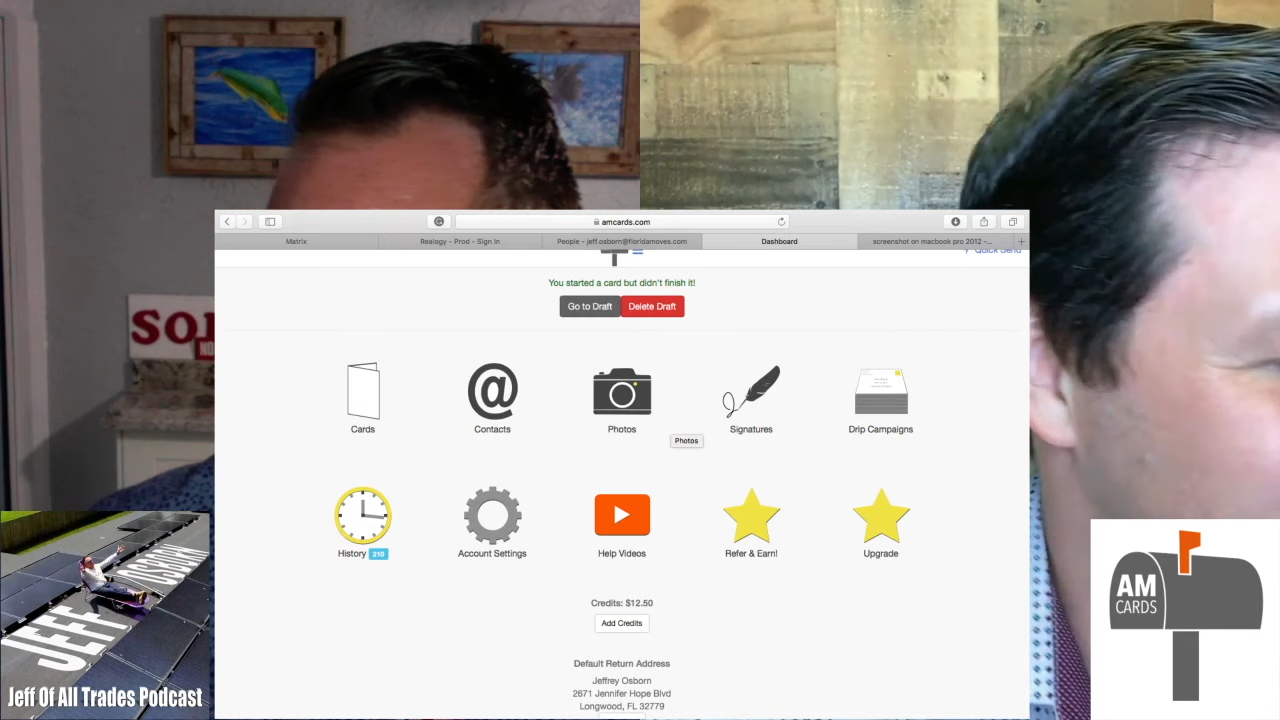 amcards.com
Matrix
Realogy - Prod - Sign In
People - jeff.osborn@floridamoves.com
Dashboard
screenshot on macbook pro 2012 -...
Quick Send
You started a card but didn't finish it!
Go to Draft
Delete Draft
Cards
Contacts
Photos
Signatures
Drip Campaigns
Photos
History 210
Account Settings
Help Videos
Refer & Earn!
Upgrade
Credits: $12.50
Add Credits
Default Return Address
Jeffrey Osborn
2671 Jennifer Hope Blvd
Longwood, FL 32779
JEFF
OSBORN
Jeff Of All Trades Podcast
AM
CARDS